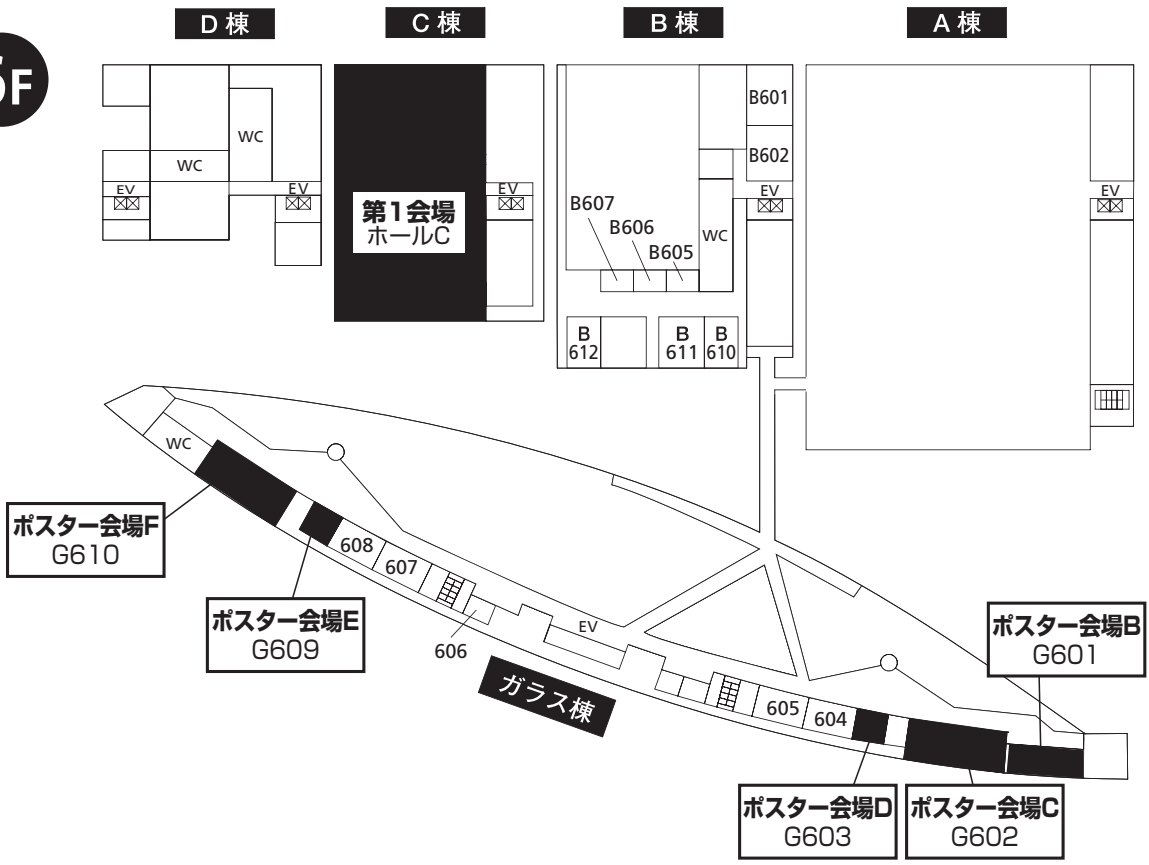 D棟
C棟
B棟
A棟
6F
WC
WC
EV
EV
第1会場
ホールC
EV
B601
B602
EV
B607
B606
B605
WC
B
612
B
611
B
610
EV
WC
ポスター会場F
G610
608
607
ポスター会場E
G609
606
EV
ガラス棟
605
604
ポスター会場B
G601
ポスター会場D
G603
ポスター会場C
G602